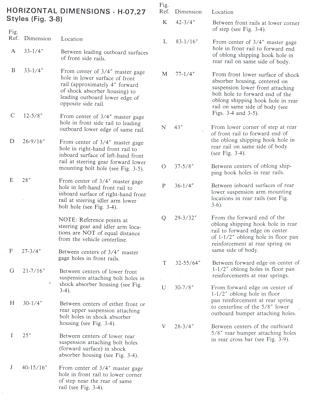 HORIZONTAL DIMENSIONS - H-07,27
Styles (Fig. 3-8)
Fig.
Ref. Dimension Location
A 33-1/4" Between leading outboard surfaces
of front side rails.
B 33-1/4" From center of 3/4" master gage
hole in lower surface of front
rail (approximately 4" forward
of shock absorber housing) to
leading outboard lower edge of
opposite side rail.
C 12-5/8" From center of 3/4" master gage
hole in front side rail to leading
outboard lower edge of same rail.
D 26-9/16" From center of 3/4" master gage
hole in right-hand front rail to
inboard surface of left-hand front
rail at steering gear forward lower
mounting bolt hole (see Fig. 3-5).
E 28" From center of 3/4" master gage
hole in left-hand front rail to
inboard surface of right-hand front
rail at steering idler arm lower
bolt hole (see Fig. 3-4).
NOTE: Reference points at
steering gear and idler arm loca-
tions are NOT of equal distance
from the vehicle centerline.
F 27-3/4" Between centers of 3/4" master
gage holes in front rails.
G 21-7/16" Between centers of lower front
suspension attaching bolt holes in
shock absorber housing (see Fig.
3-4).
H 30-1/4" Between centers of either front or
rear upper suspension attaching
bolt holes in shock absorber
housing (see Fig. 3-4).
I 25" Between centers of lower rear
suspension attaching bolt holes
(forward surface) in shock
absorber housing (see Fig. 3-4).
J 40-15/16" From center of 3/4" master gage
hole in front rail to lower corner
of step near the rear of same
rail (see Fig. 3-4).
Fig.
Ref. Dimension Location
K 42-3/4" Between front rails at lower corner
of step (see Fig. 3-4).
L 83-1/16" From center of 3/4" master gage
hole in front rail to forward end
of the oblong shipping hook hole
in rear rail on same side of body.
M 77-1/4" From front lower surface of shock
absorber housing, centered on
suspension lower front attaching
bolt hole to forward end of the
oblong shipping hook hole in rear
rail on same side of body (see
Figs. 3-4 and 3-5).
N 43" From lower corner of step at rear
of front rail to forward end of
the oblong shipping hook hole in
rear rail on same side of body
(see Fig. 3-4).
O 37-5/8" Between centers of oblong ship-
ping hook holes in rear rails.
P 36-1/4" Between inboard surfaces of rear
lower suspension arm mounting
locations in rear rails (see Fig.
3-6).
Q 29-3/32" From the forward end of the
oblong shipping hook hole in rear
rail to forward edge on center
of 1-1/2" oblong hole in floor pan
reinforcement at rear spring on
same side of body.
T 32-55/64" Between centers of forward edge of
1-1/2" oblong holes in floor pan
reinforcements at rear springs.
U 30-7/8" From forward edge on center of
1-1/2" oblong hole in floor
pan reinforcement at rear spring
to centerline of the 5/8" lower
outboard bumper attaching holes.
V 28-3/4" Between centers of the outboard
5/8" rear bumper attaching holes
in rear cross bar (see Fig. 3-9).